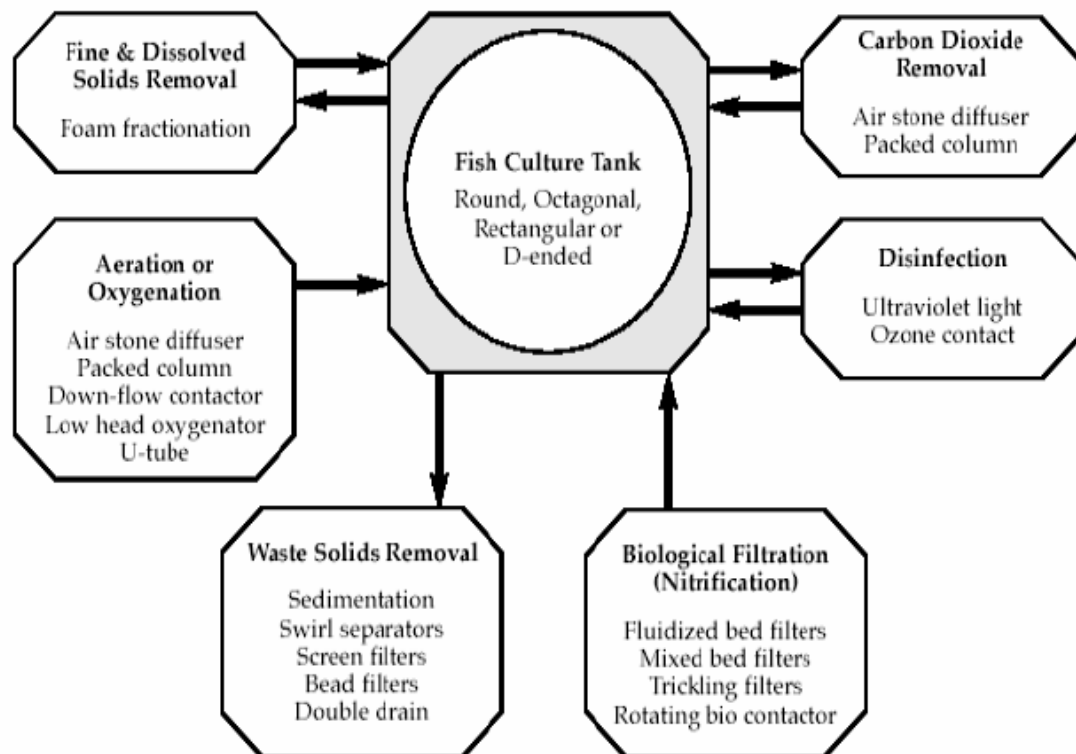 Fine & Dissolved
Solids Removal
Foam fractionation
Fish Culture Tank
Round, Octagonal,
Rectangular or
D-ended
Carbon Dioxide
Removal
Air stone diffuser
Packed column
Aeration or
Oxygenation
Air stone diffuser
Packed column
Down-flow contactor
Low head oxygenator
U-tube
Disinfection
Ultraviolet light
Ozone contact
Waste Solids Removal
Sedimentation
Swirl separators
Screen filters
Bead filters
Double drain
Biological Filtration
(Nitrification)
Fluidized bed filters
Mixed bed filters
Trickling filters
Rotating bio contactor